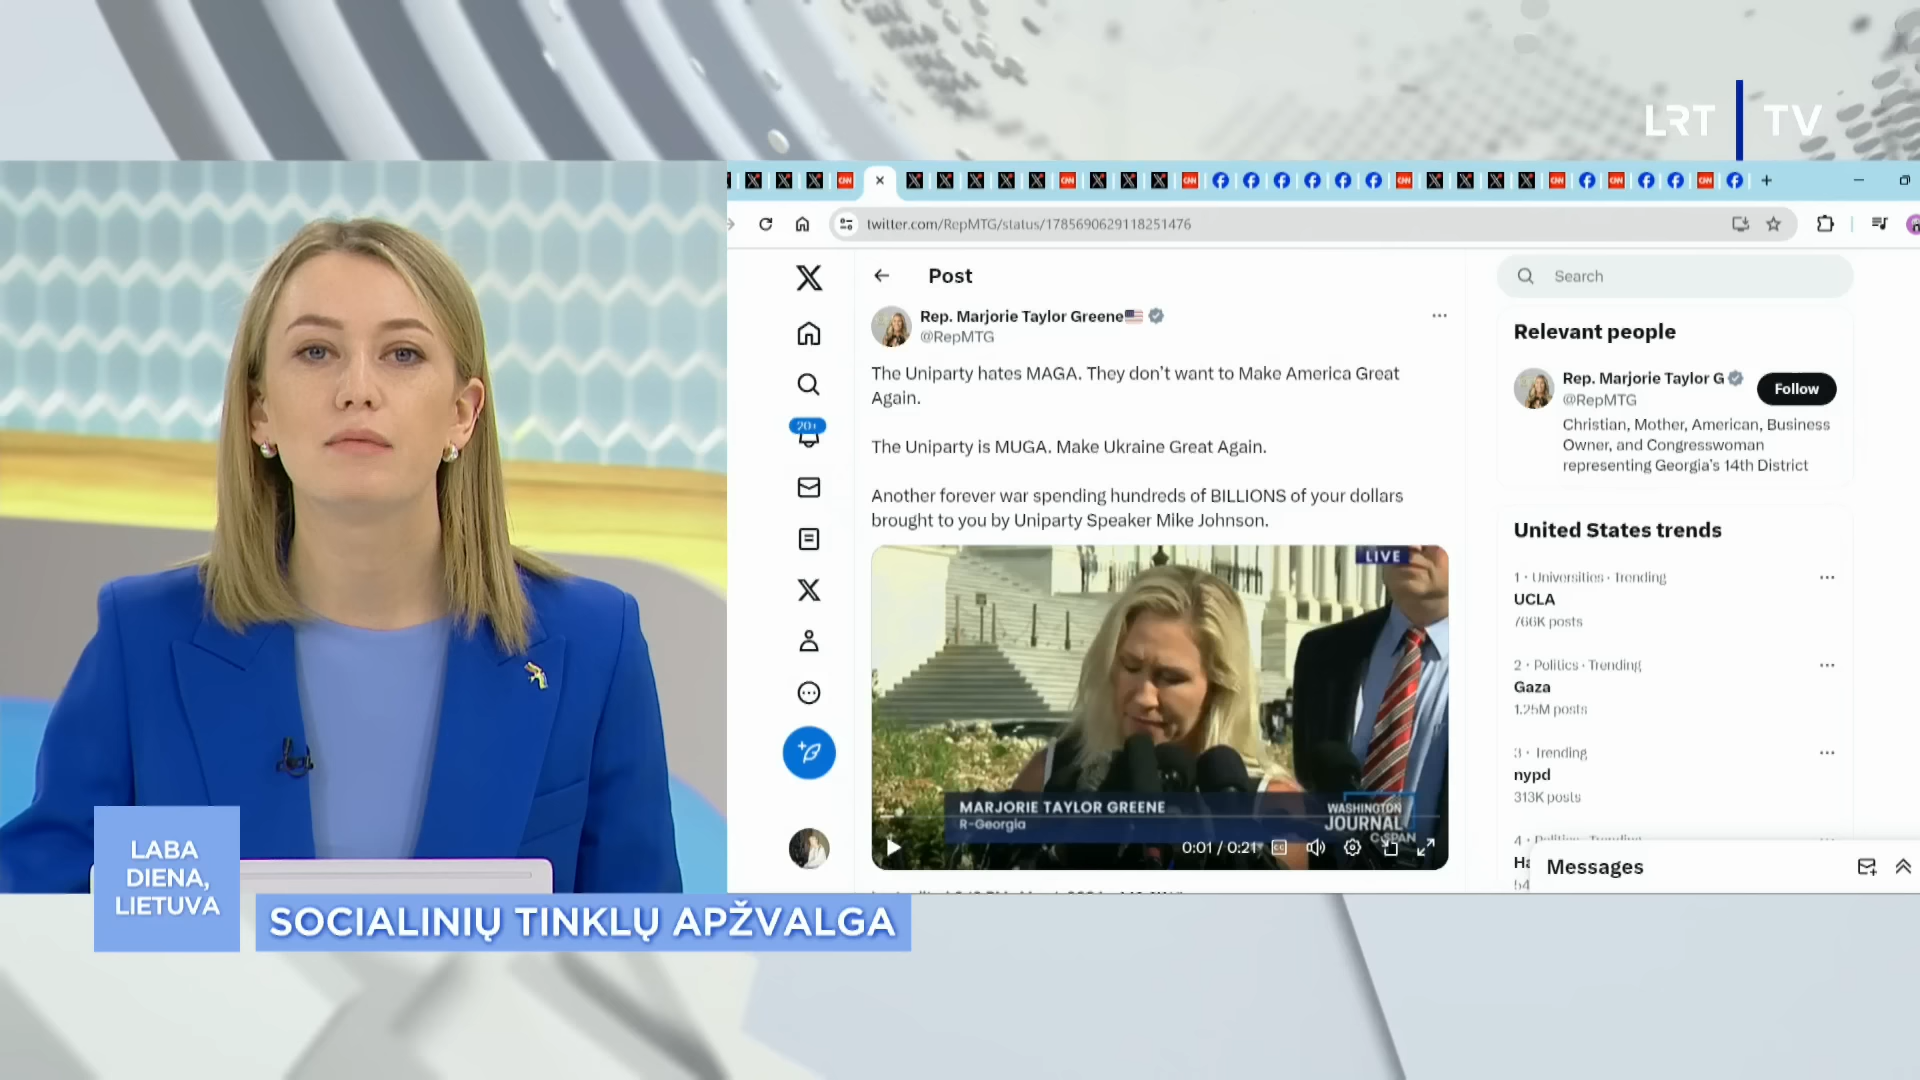 LRT TV
twitter.com/RepMTG/status/1785690629118251476
Post
Rep. Marjorie Taylor Greene
@RepMTG
The Uniparty hates MAGA. They don't want to Make America Great
Again.
The Uniparty is MUGA. Make Ukraine Great Again.
Another forever war spending hundreds of BILLIONS of your dollars
brought to you by Uniparty Speaker Mike Johnson.
LIVE
MARJORIE TAYLOR GREENE
R-Georgia
WASHINGTON
JOURNAL
C-SPAN
0:01 / 0:21
20+
Search
Relevant people
Rep. Marjorie Taylor G
@RepMTG
Follow
Christian, Mother, American, Business
Owner, and Congresswoman
representing Georgia's 14th District
United States trends
1 · Universities · Trending
UCLA
766K posts
2 · Politics · Trending
Gaza
1.25M posts
3 · Trending
nypd
313K posts
4 · Politics · Trending
Messages
LABA
DIENA,
LIETUVA
SOCIALINIŲ TINKLŲ APŽVALGA